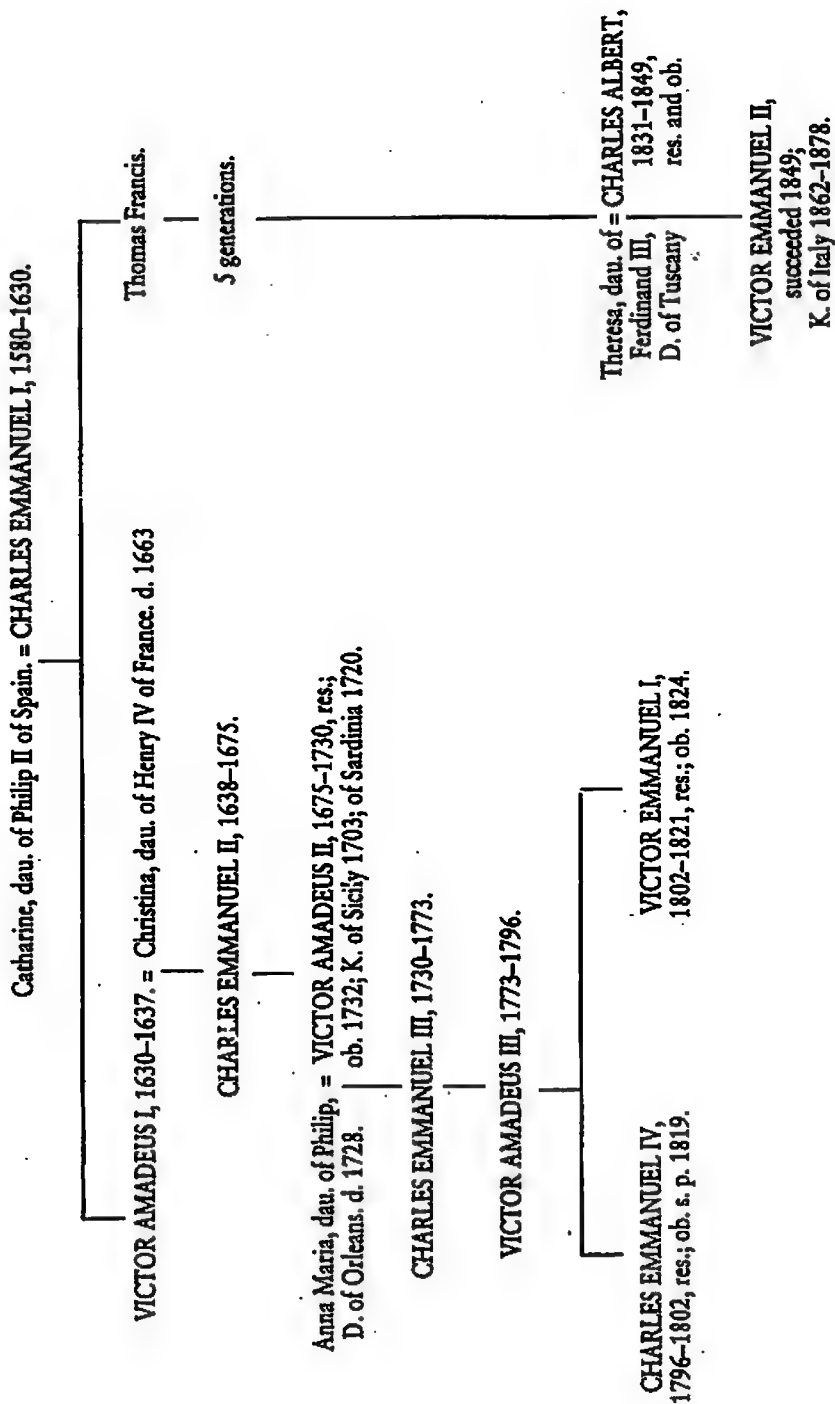 Catharine, dau. of Philip II of Spain. = CHARLES EMMANUEL I, 1580–1630.
VICTOR AMADEUS I, 1630–1637. = Christina, dau. of Henry IV of France. d. 1663
Thomas Francis.
5 generations.
CHARLES EMMANUEL II, 1638–1675.
Anna Maria, dau. of Philip, = VICTOR AMADEUS II, 1675–1730, res.;
D. of Orleans. d. 1728. ob. 1732; K. of Sicily 1703; of Sardinia 1720.
CHARLES EMMANUEL III, 1730–1773.
VICTOR AMADEUS III, 1773–1796.
CHARLES EMMANUEL IV,
1796–1802, res.; ob. s. p. 1819.
VICTOR EMMANUEL I,
1802–1821, res.; ob. 1824.
Theresa, dau. of = CHARLES ALBERT,
Ferdinand III, 1831–1849,
D. of Tuscany res. and ob.
VICTOR EMMANUEL II,
succeeded 1849;
K. of Italy 1862–1878.